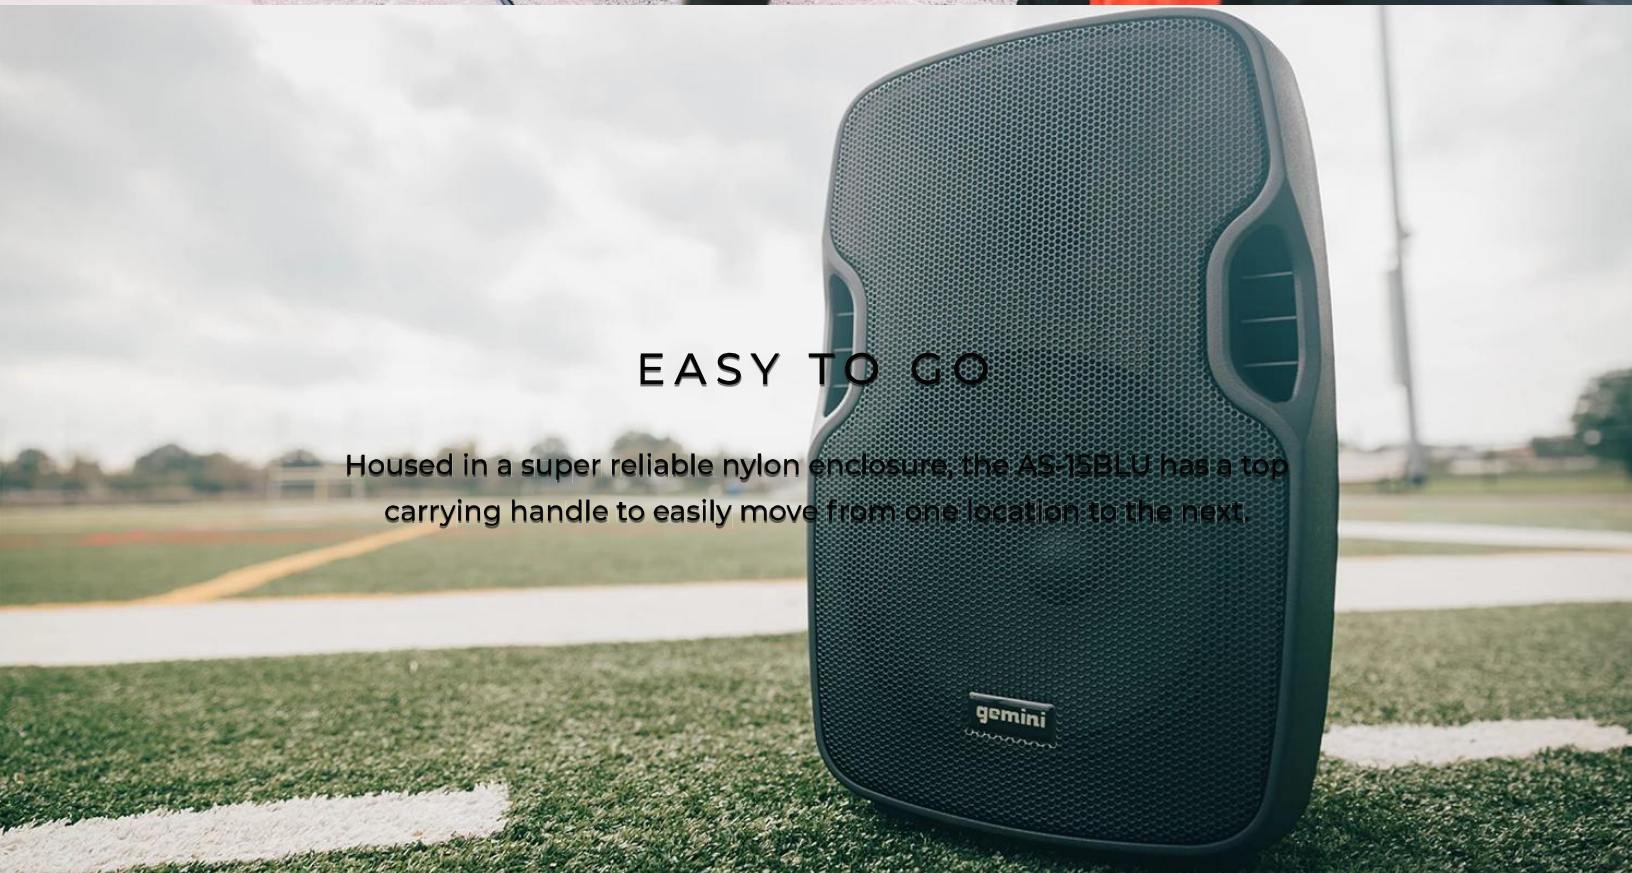 EASY TO GO
Housed in a super reliable nylon enclosure, the AS-15BLU has a top
carrying handle to easily move from one location to the next.
gemini